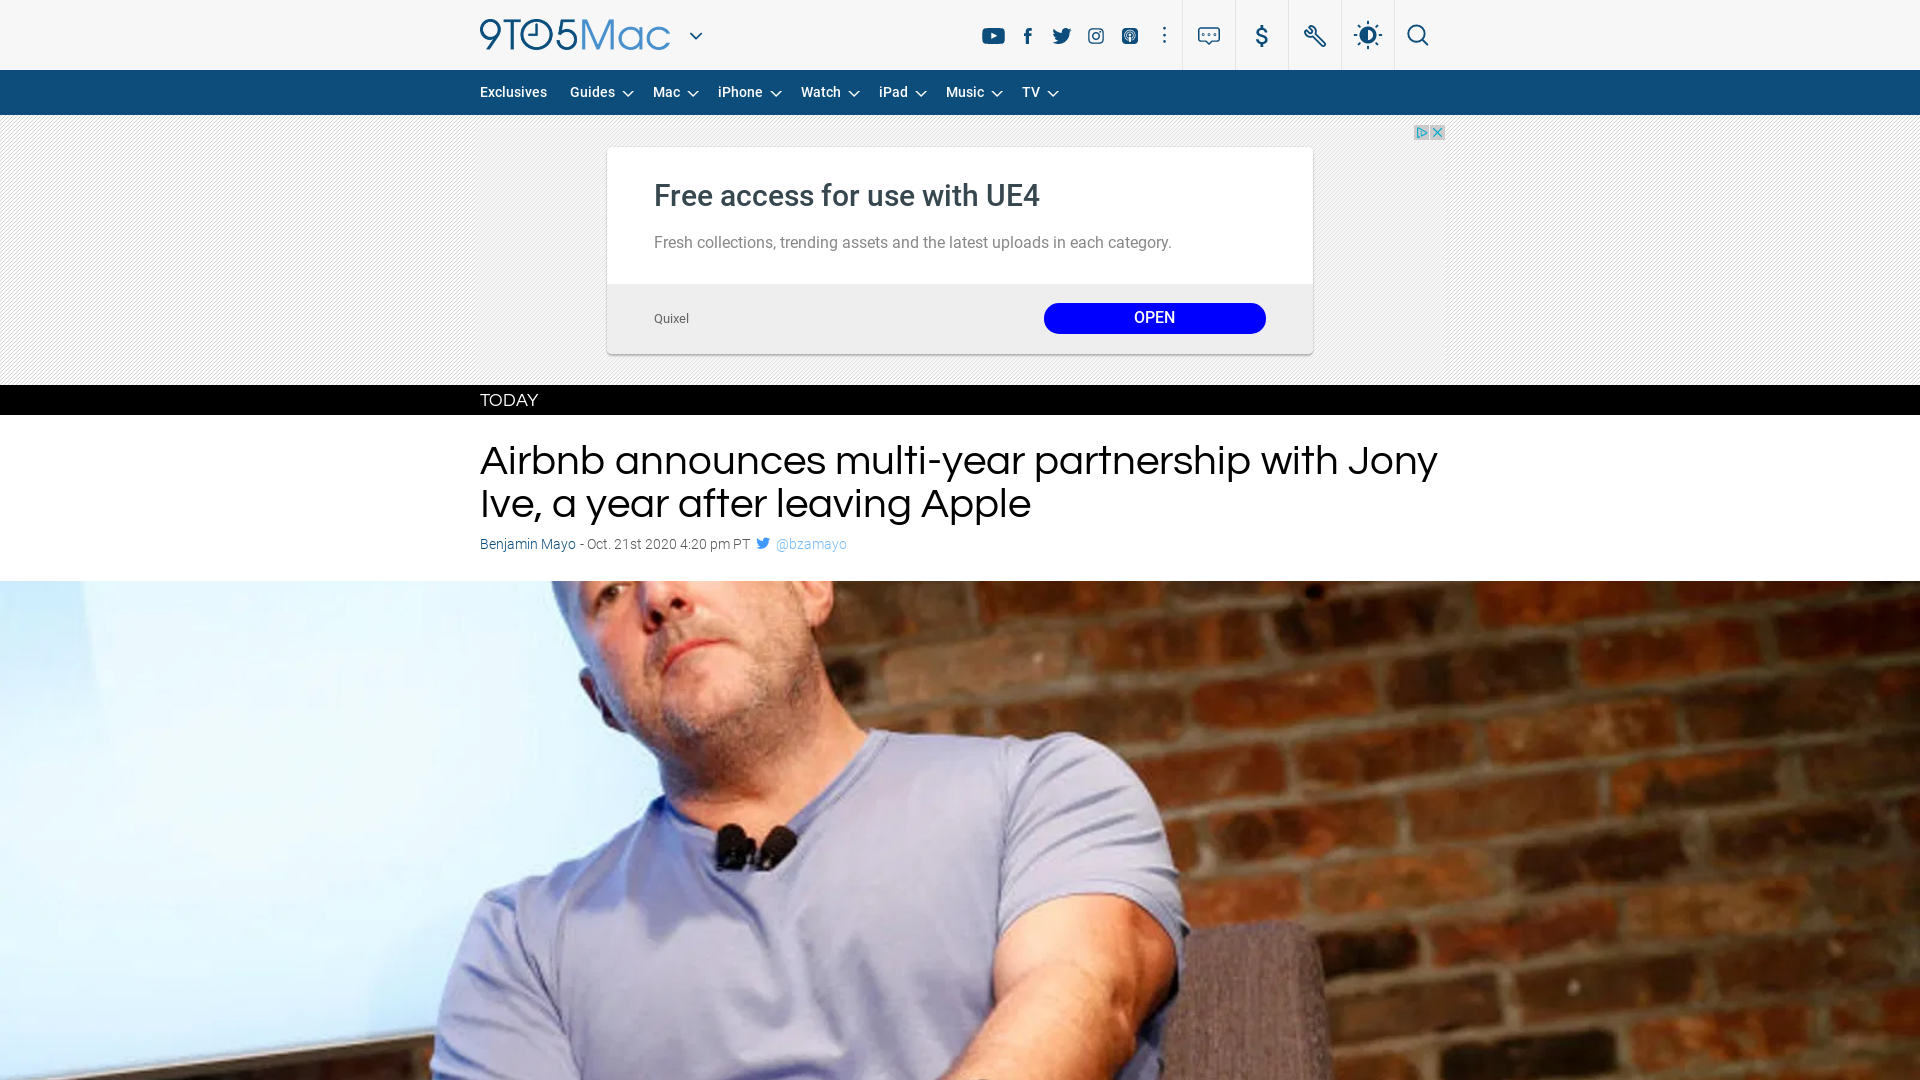 9TO5Mac
Exclusives Guides Mac iPhone Watch iPad Music TV
Free access for use with UE4
Fresh collections, trending assets and the latest uploads in each category.
Quixel OPEN
TODAY
Airbnb announces multi-year partnership with Jony
Ive, a year after leaving Apple
Benjamin Mayo - Oct. 21st 2020 4:20 pm PT @bzamayo